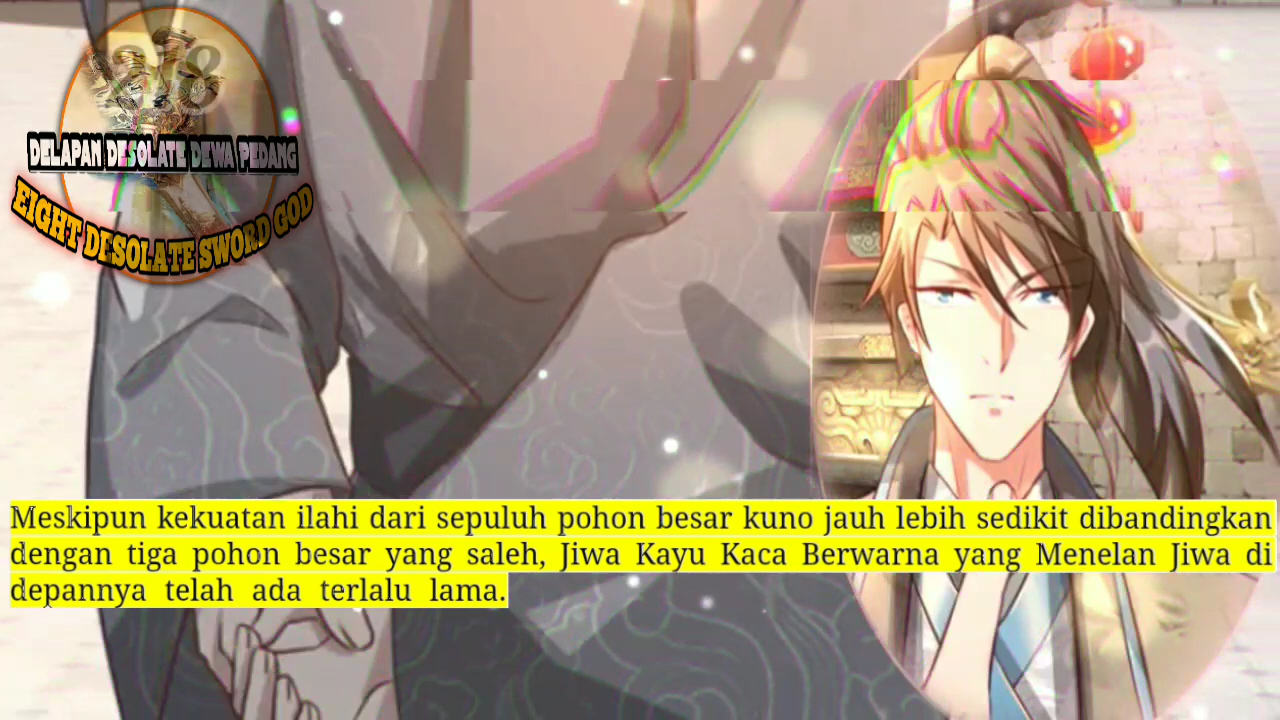 218
DELAPAN DESOLATE DEWA PEDANG
EIGHT DESOLATE SWORD GOD
Meskipun kekuatan ilahi dari sepuluh pohon besar kuno jauh lebih sedikit dibandingkan
dengan tiga pohon besar yang saleh, Jiwa Kayu Kaca Berwarna yang Menelan Jiwa di
depannya telah ada terlalu lama.